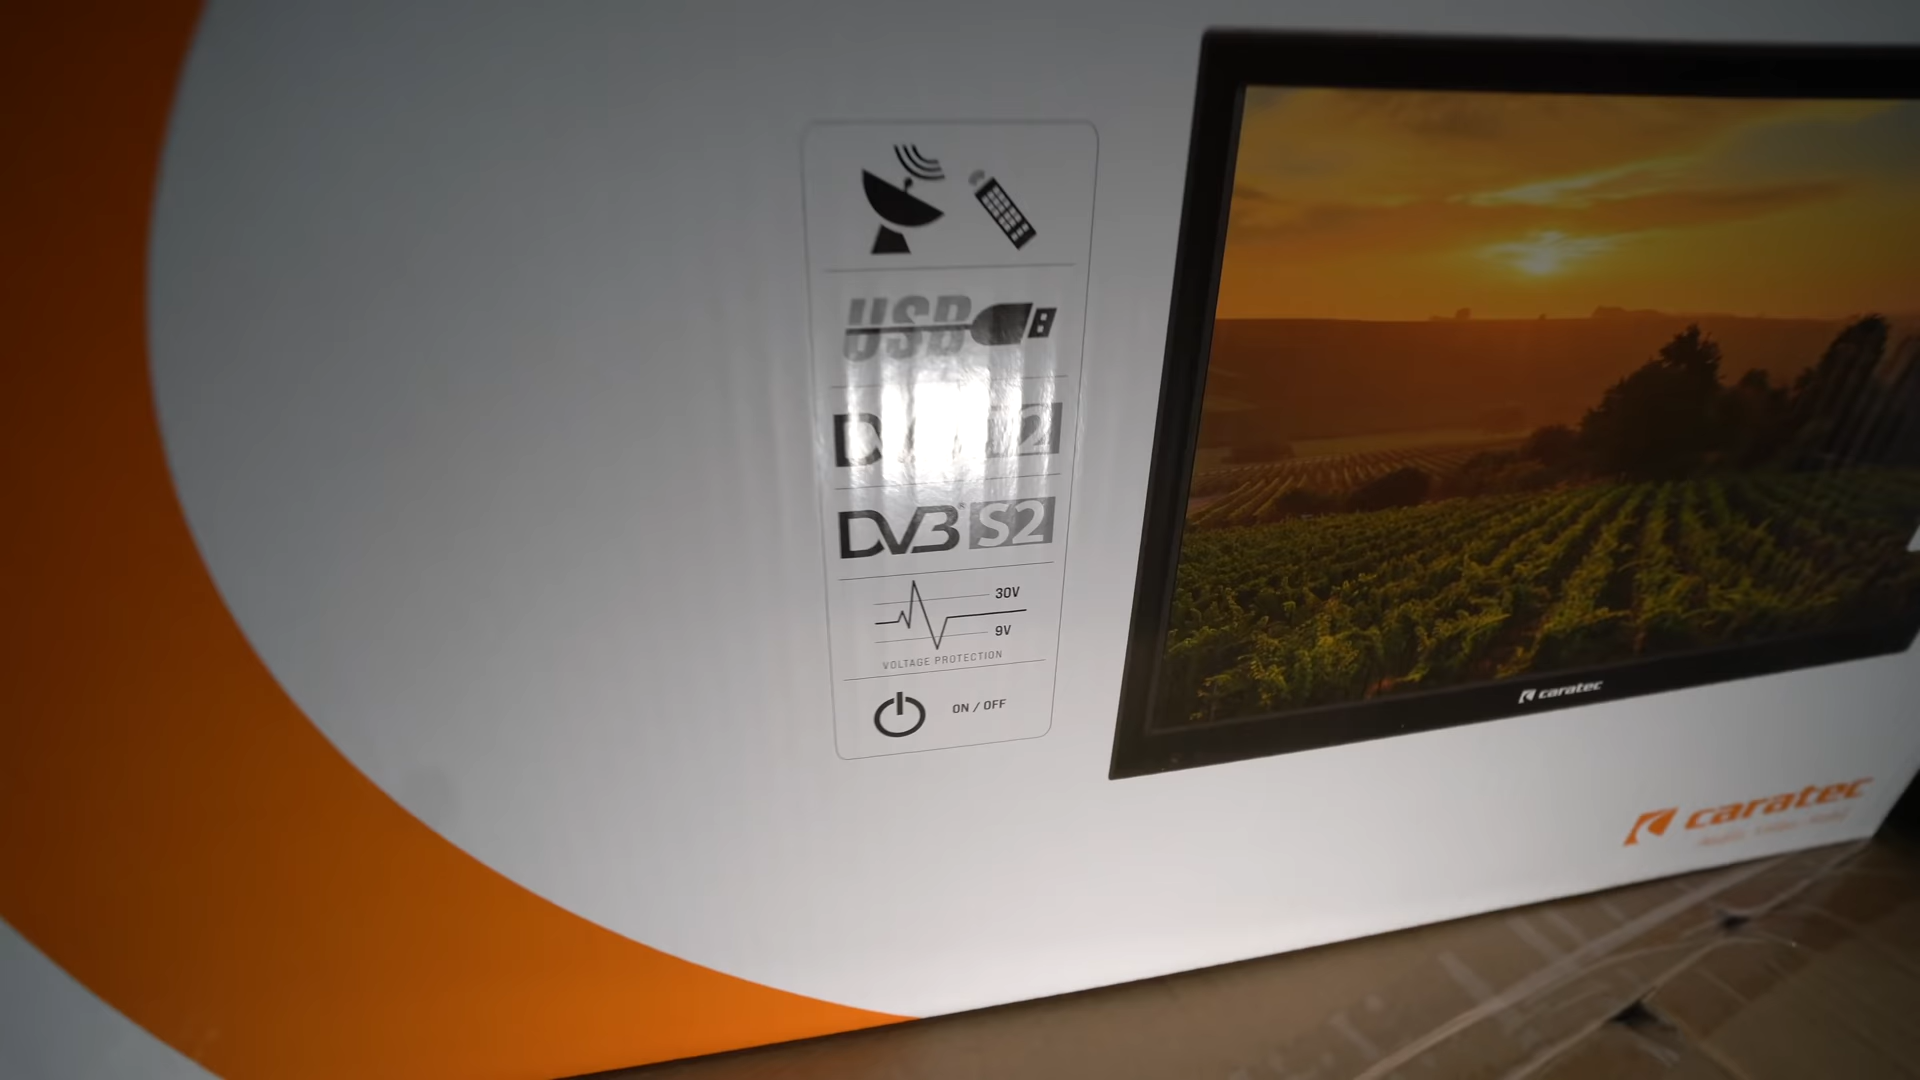 USB
DVB S2
30V
9V
VOLTAGE PROTECTION
ON / OFF
caratec
caratec